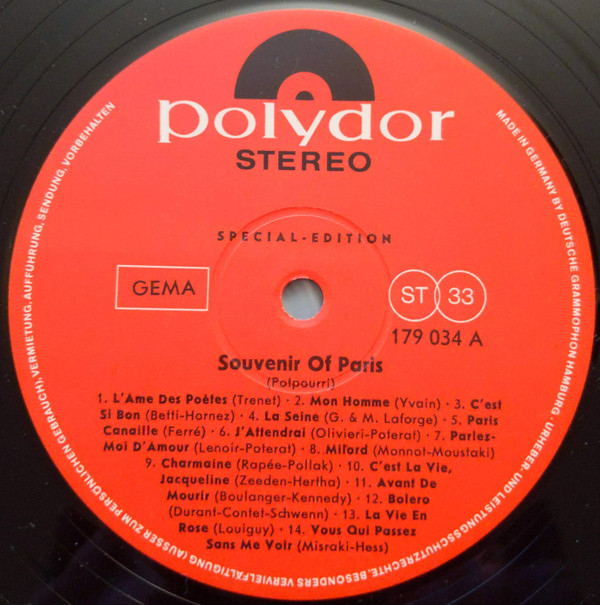 polydor
STEREO
SPECIAL-EDITION
GEMA
ST 33
179 034 A
Souvenir Of Paris
(Potpourri)
1. L'Ame Des Poètes (Trenet) · 2. Mon Homme (Yvain) · 3. C'est
Si Bon (Betti-Hornez) · 4. La Seine (G. & M. Laforge) · 5. Paris
Canaille (Ferré) · 6. J'Attendrai (Olivieri-Poterat) · 7. Parlez-
Moi D'Amour (Lenoir-Poterat) · 8. Milord (Monnot-Moustaki)
9. Charmaine (Rapée-Pollak) · 10. C'est La Vie,
Jacqueline (Zeeden-Hertha) · 11. Avant De
Mourir (Boulanger-Kennedy) · 12. Bolero
(Durant-Contet-Schwenn) · 13. La Vie En
Rose (Louiguy) · 14. Vous Qui Passez
Sans Me Voir (Misraki-Hess)
MADE IN GERMANY BY DEUTSCHE GRAMMOPHON HAMBURG. URHEBER- UND LEISTUNGSSCHUTZRECHTE, BESONDERS VERVIELFÄLTIGUNG (AUSSER ZUM PERSÖNLICHEN GEBRAUCH), VERMIETUNG, AUFFÜHRUNG, SENDUNG, VORBEHALTEN